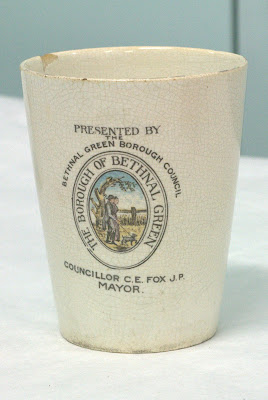 PRESENTED BY
THE
BETHNAL GREEN BOROUGH COUNCIL
THE BOROUGH OF BETHNAL GREEN
COUNCILLOR C.E. FOX J.P.
MAYOR.